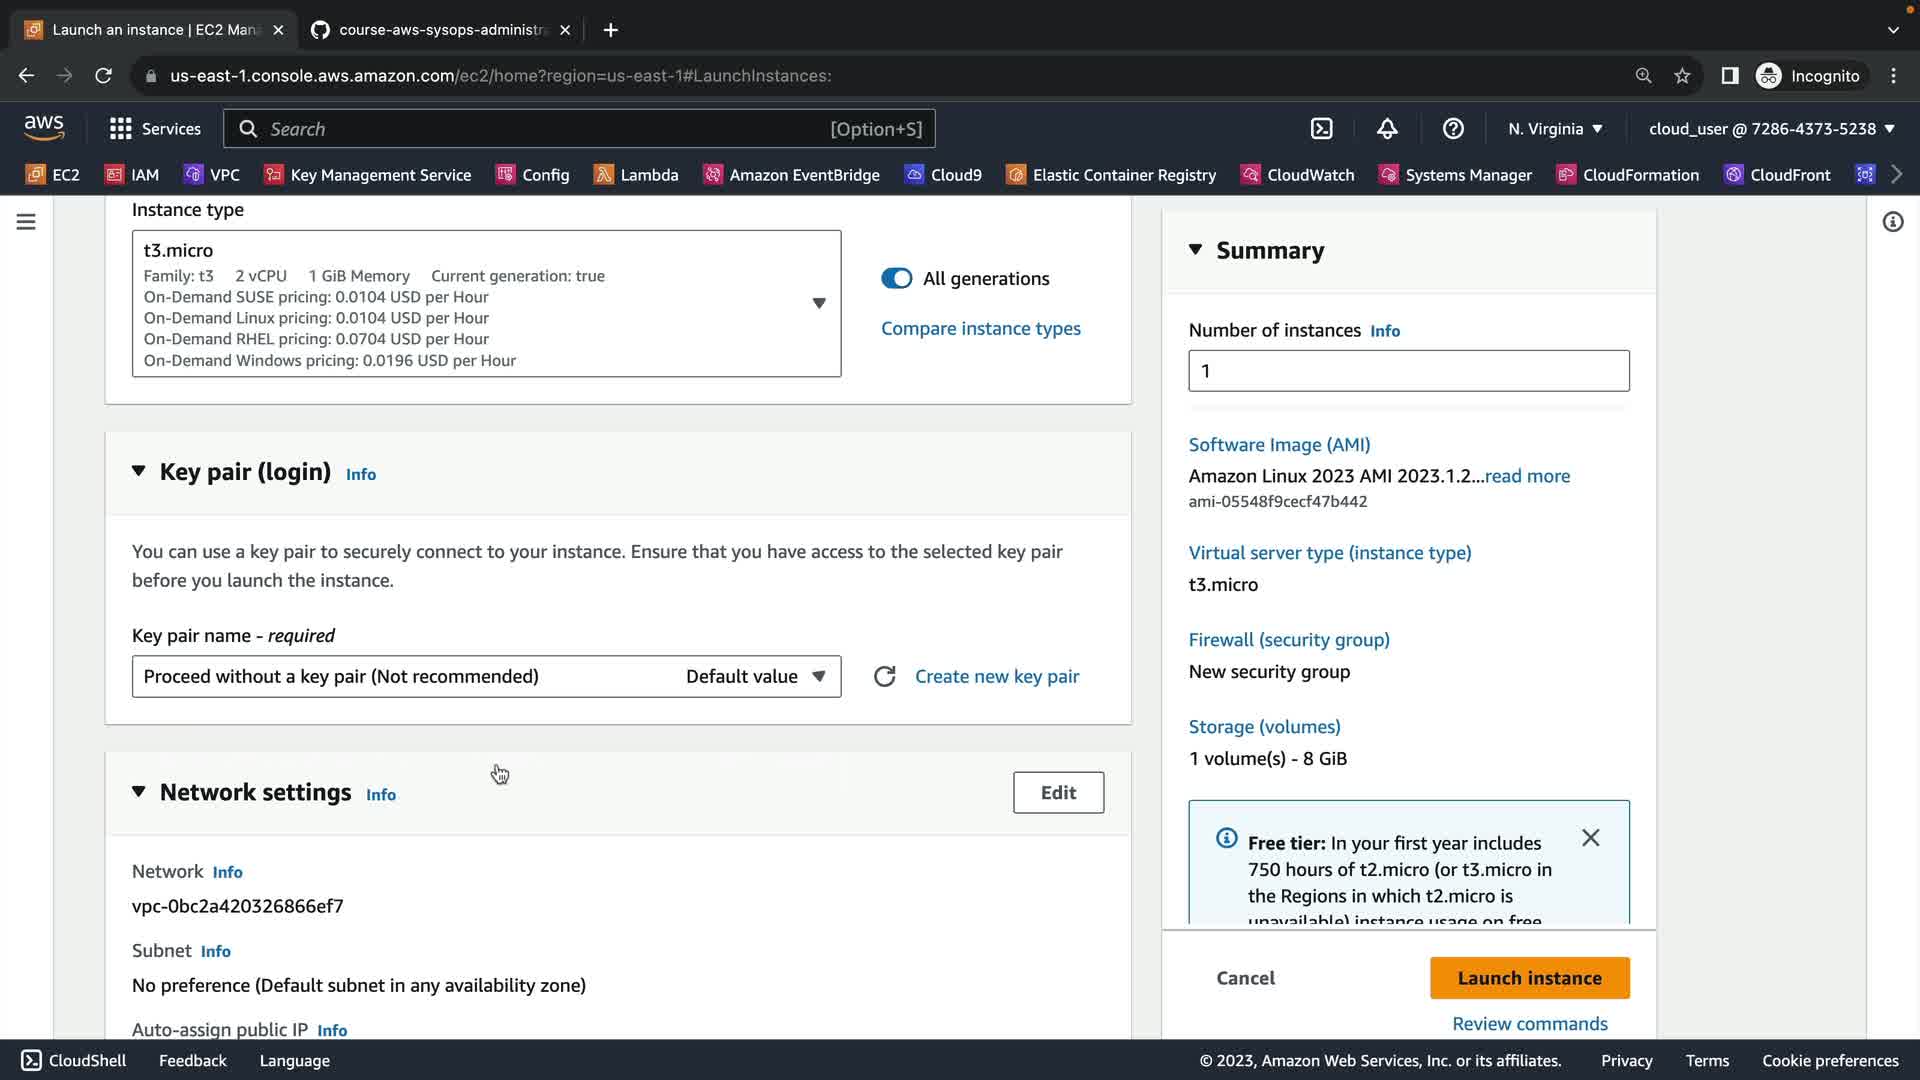 Launch an instance | EC2 Man
course-aws-sysops-administra
us-east-1.console.aws.amazon.com/ec2/home?region=us-east-1#LaunchInstances:
Incognito
aws
Services
Search
[Option+S]
N. Virginia
cloud_user @ 7286-4373-5238
EC2
IAM
VPC
Key Management Service
Config
Lambda
Amazon EventBridge
Cloud9
Elastic Container Registry
CloudWatch
Systems Manager
CloudFormation
CloudFront
Instance type
t3.micro
Family: t3 2 vCPU 1 GiB Memory Current generation: true
On-Demand SUSE pricing: 0.0104 USD per Hour
On-Demand Linux pricing: 0.0104 USD per Hour
On-Demand RHEL pricing: 0.0704 USD per Hour
On-Demand Windows pricing: 0.0196 USD per Hour
All generations
Compare instance types
Key pair (login) Info
You can use a key pair to securely connect to your instance. Ensure that you have access to the selected key pair
before you launch the instance.
Key pair name - required
Proceed without a key pair (Not recommended) Default value
Create new key pair
Network settings Info
Edit
Network Info
vpc-0bc2a420326866ef7
Subnet Info
No preference (Default subnet in any availability zone)
Auto-assign public IP Info
Summary
Number of instances Info
1
Software Image (AMI)
Amazon Linux 2023 AMI 2023.1.2...read more
ami-05548f9cecf47b442
Virtual server type (instance type)
t3.micro
Firewall (security group)
New security group
Storage (volumes)
1 volume(s) - 8 GiB
Free tier: In your first year includes
750 hours of t2.micro (or t3.micro in
the Regions in which t2.micro is
unavailable) instance usage on free
Cancel
Launch instance
Review commands
CloudShell
Feedback
Language
© 2023, Amazon Web Services, Inc. or its affiliates.
Privacy
Terms
Cookie preferences